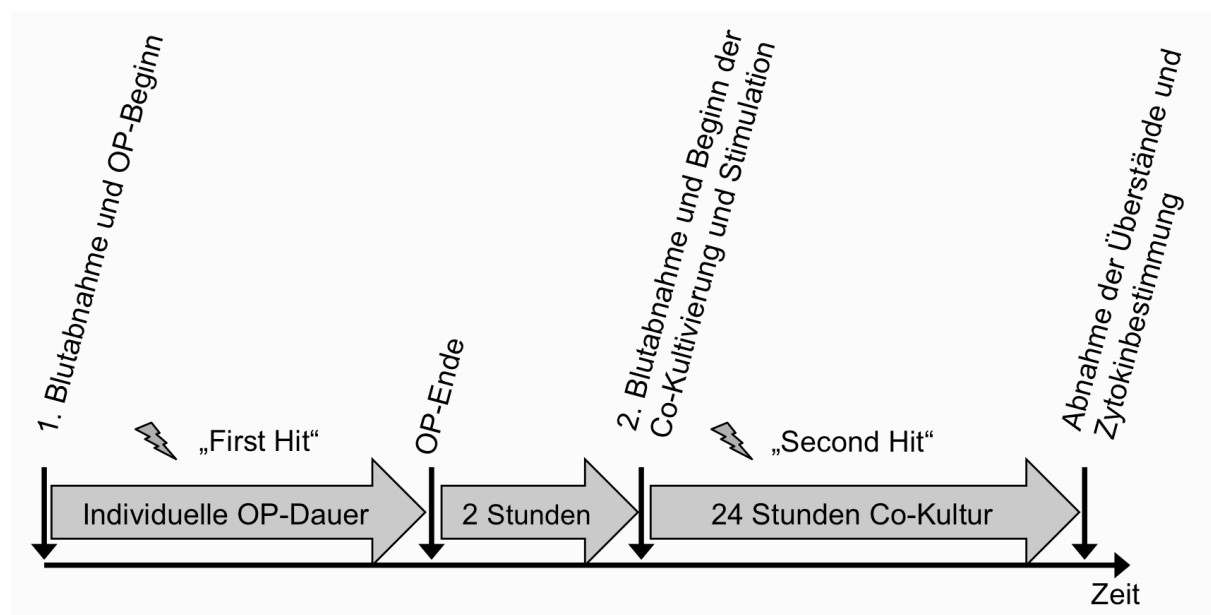 1. Blutabnahme und OP-Beginn
„First Hit“
OP-Ende
2. Blutabnahme und Beginn der
Co-Kultivierung und Stimulation
„Second Hit“
Abnahme der Überstände und
Zytokinbestimmung
Individuelle OP-Dauer
2 Stunden
24 Stunden Co-Kultur
Zeit